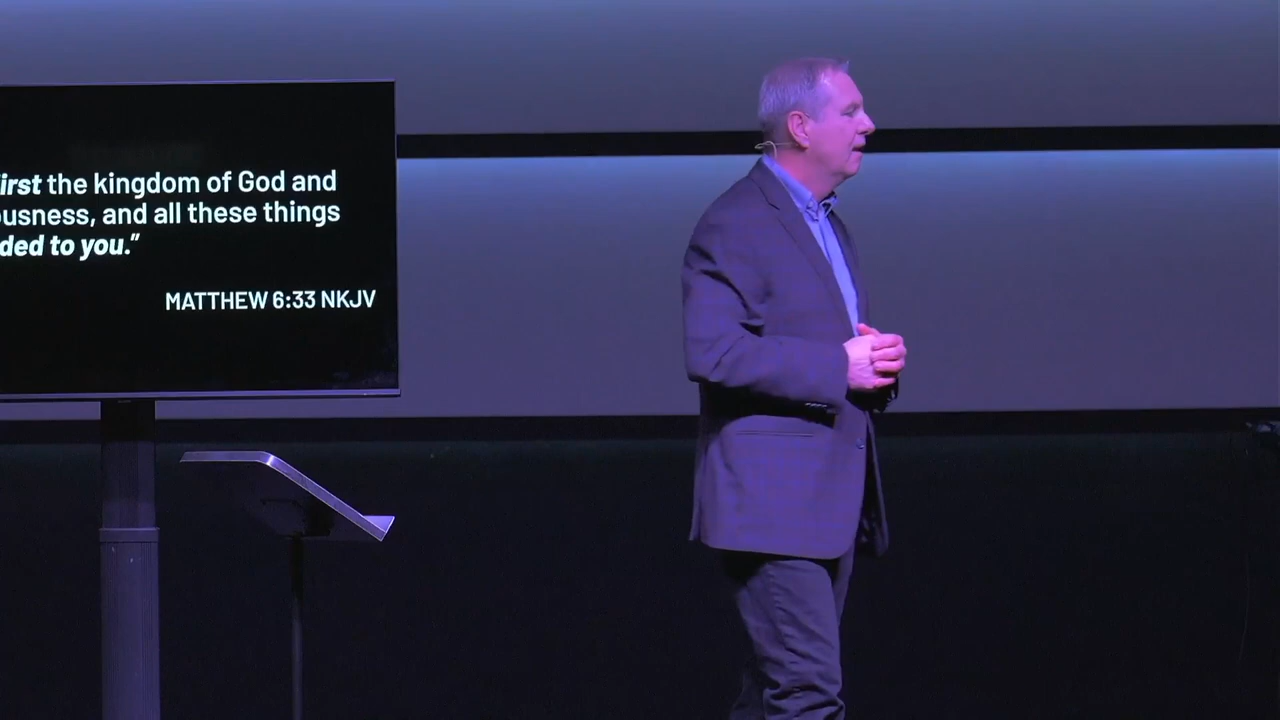 irst the kingdom of God and
ousness, and all these things
ded to you.”
MATTHEW 6:33 NKJV